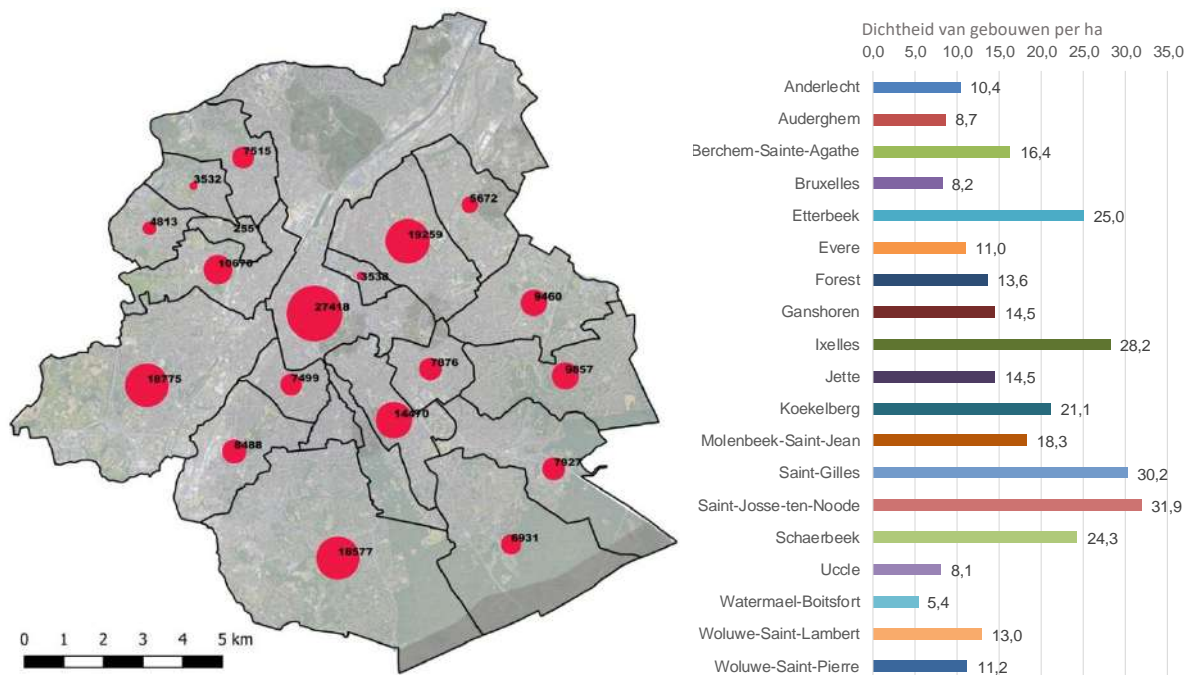 7515
3532
4813
2551
10670
5672
19259
3538
27418
9460
18775
7499
7876
9857
14470
8488
7927
18577
6931
0 1 2 3 4 5 km
Dichtheid van gebouwen per ha
0,0 5,0 10,0 15,0 20,0 25,0 30,0 35,0
Anderlecht 10,4
Auderghem 8,7
Berchem-Sainte-Agathe 16,4
Bruxelles 8,2
Etterbeek 25,0
Evere 11,0
Forest 13,6
Ganshoren 14,5
Ixelles 28,2
Jette 14,5
Koekelberg 21,1
Molenbeek-Saint-Jean 18,3
Saint-Gilles 30,2
Saint-Josse-ten-Noode 31,9
Schaerbeek 24,3
Uccle 8,1
Watermael-Boitsfort 5,4
Woluwe-Saint-Lambert 13,0
Woluwe-Saint-Pierre 11,2